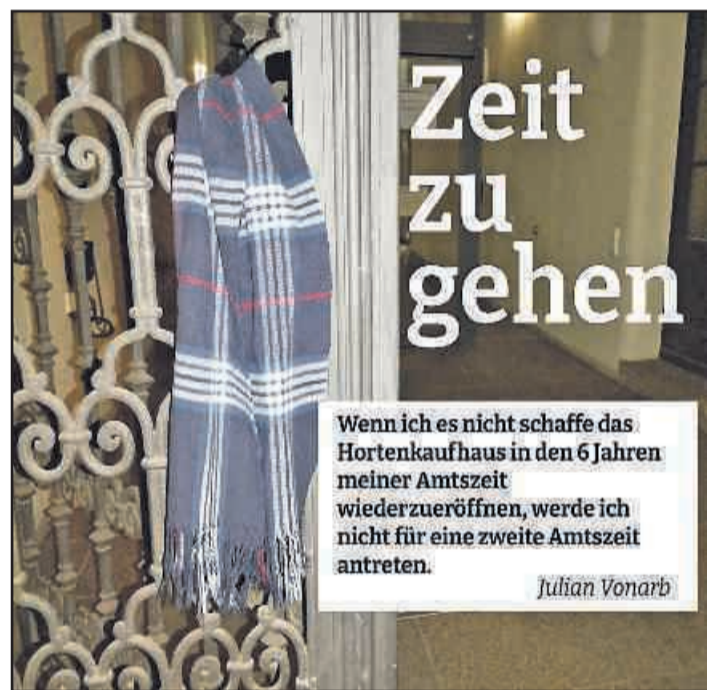 Zeit
zu
gehen
Wenn ich es nicht schaffe das
Hortenkaufhaus in den 6 Jahren
meiner Amtszeit
wiederzueröffnen, werde ich
nicht für eine zweite Amtszeit
antreten.
Julian Vonarb